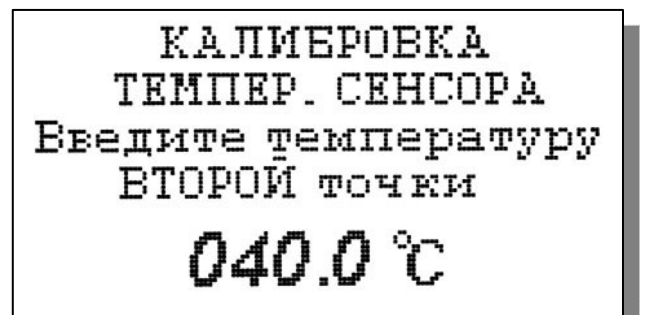 КАЛИБРОВКА
ТЕМПЕР. СЕНСОРА
Введите температуру
ВТОРОЙ точки
040.0 °C